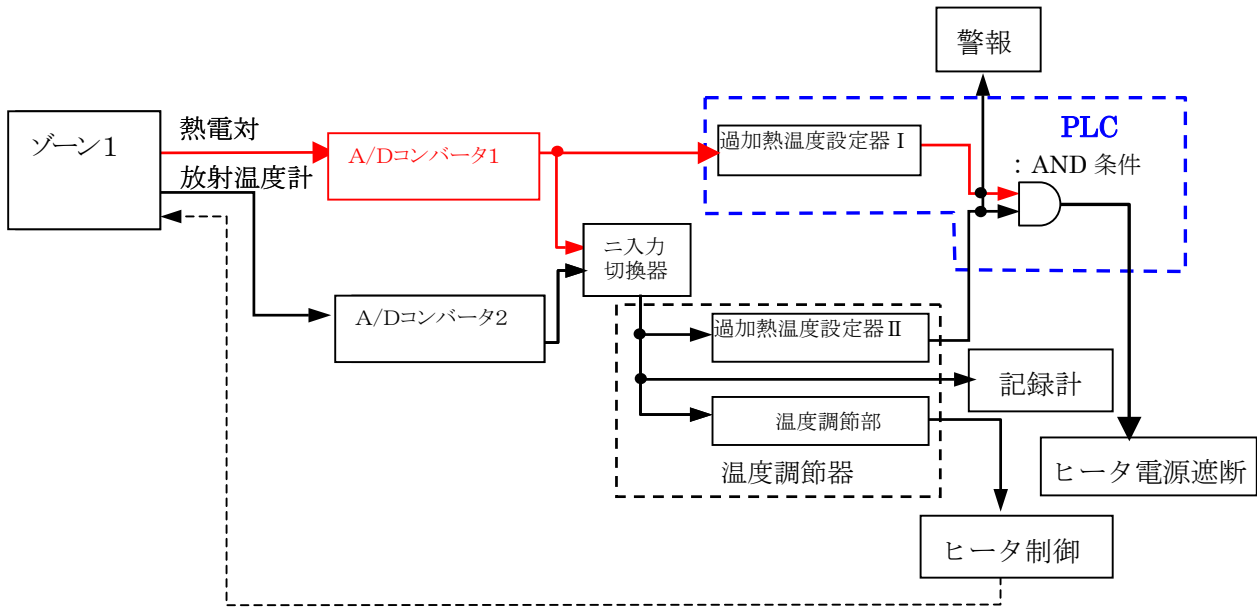 警報
ゾーン1
熱電対
放射温度計
A/Dコンバータ1
過加熱温度設定器Ⅰ
PLC
：AND 条件
二入力
切換器
A/Dコンバータ2
過加熱温度設定器Ⅱ
記録計
温度調節部
温度調節器
ヒータ電源遮断
ヒータ制御